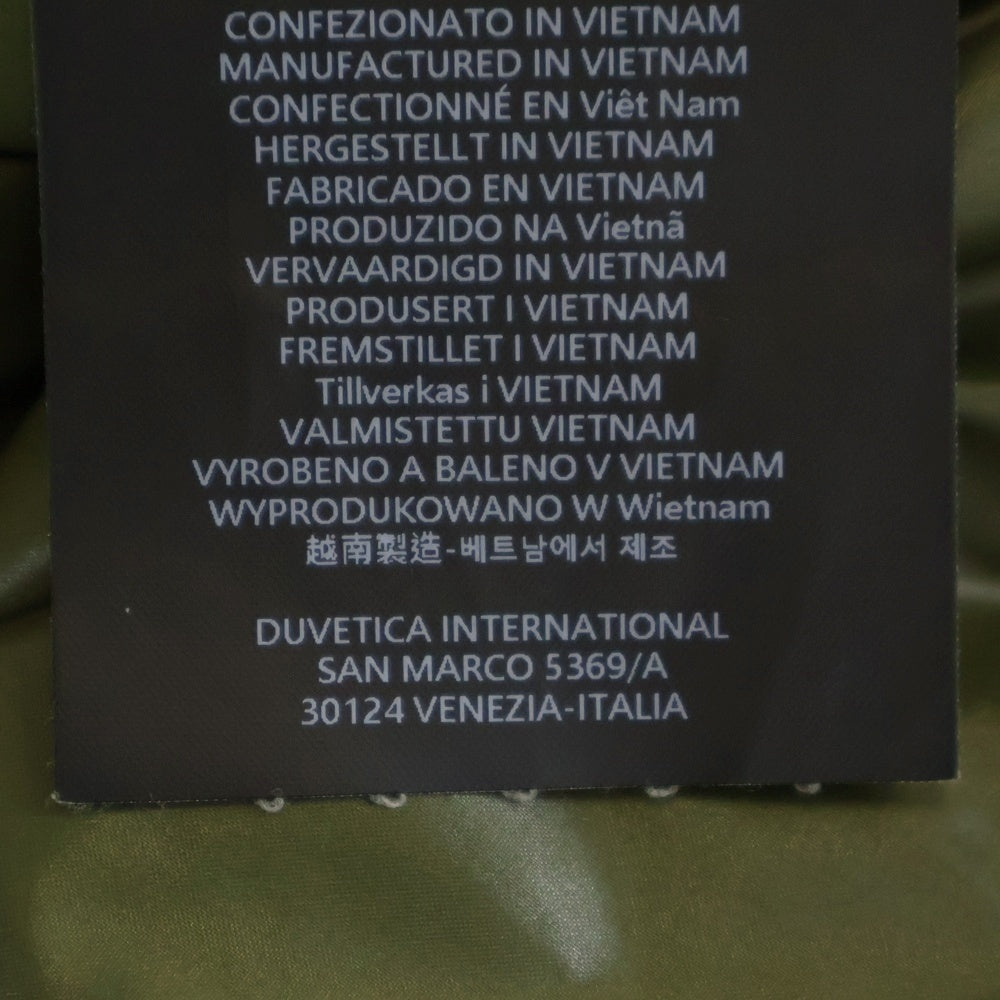 CONFEZIONATO IN VIETNAM
MANUFACTURED IN VIETNAM
CONFECTIONNÉ EN Viêt Nam
HERGESTELLT IN VIETNAM
FABRICADO EN VIETNAM
PRODUZIDO NA Vietnã
VERVAARDIGD IN VIETNAM
PRODUSERT I VIETNAM
FREMSTILLET I VIETNAM
Tillverkas i VIETNAM
VALMISTETTU VIETNAM
VYROBENO A BALENO V VIETNAM
WYPRODUKOWANO W Wietnam
越南製造-베트남에서 제조
DUVETICA INTERNATIONAL
SAN MARCO 5369/A
30124 VENEZIA-ITALIA